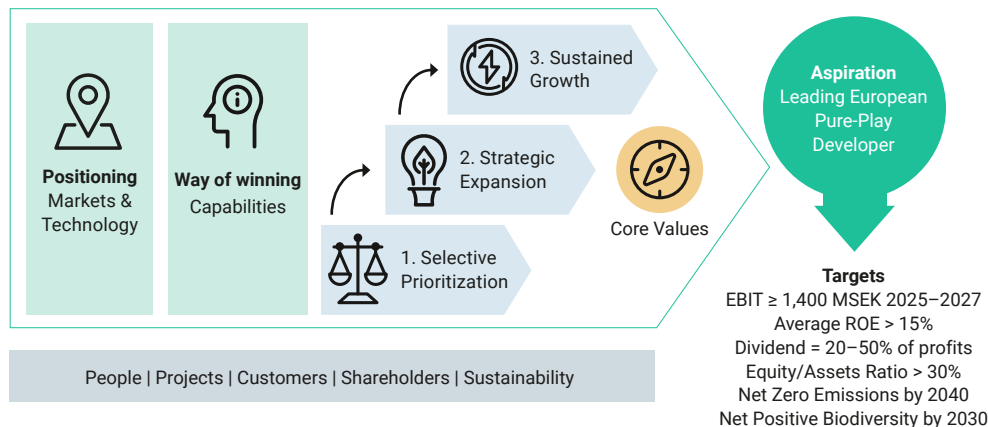 Positioning
Markets &
Technology
Way of winning
Capabilities
3. Sustained
Growth
2. Strategic
Expansion
1. Selective
Prioritization
Core Values
Aspiration
Leading European
Pure-Play
Developer
Targets
EBIT ≥ 1,400 MSEK 2025–2027
Average ROE > 15%
Dividend = 20–50% of profits
Equity/Assets Ratio > 30%
Net Zero Emissions by 2040
Net Positive Biodiversity by 2030
People | Projects | Customers | Shareholders | Sustainability